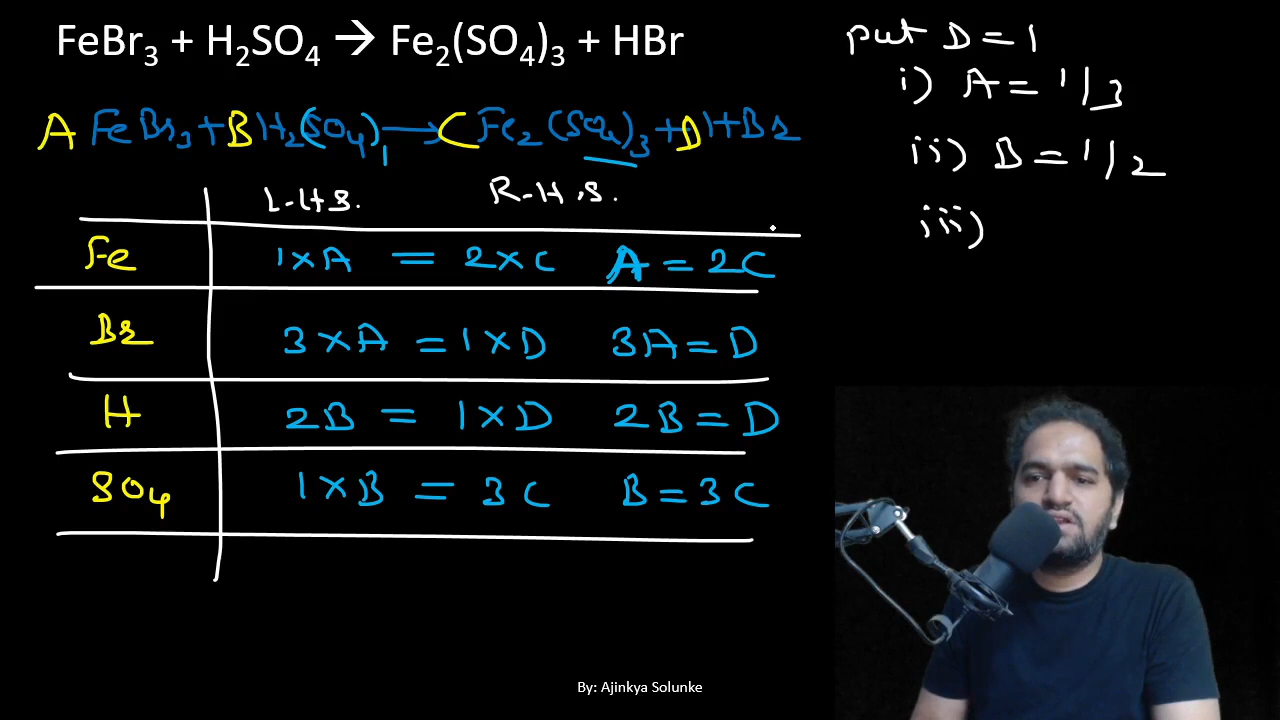 FeBr₃ + H₂SO₄ → Fe₂(SO₄)₃ + HBr
put D = 1
i) A = 1/3
A FeBr₃ + B H₂(SO₄)₁ → C Fe₂(SO₄)₃ + D HBr
ii) B = 1/2
L.H.S. R.H.S.
iii)
Fe 1×A = 2×C A = 2C
Br 3×A = 1×D 3A = D
H 2B = 1×D 2B = D
SO₄ 1×B = 3C B = 3C
By: Ajinkya Solunke